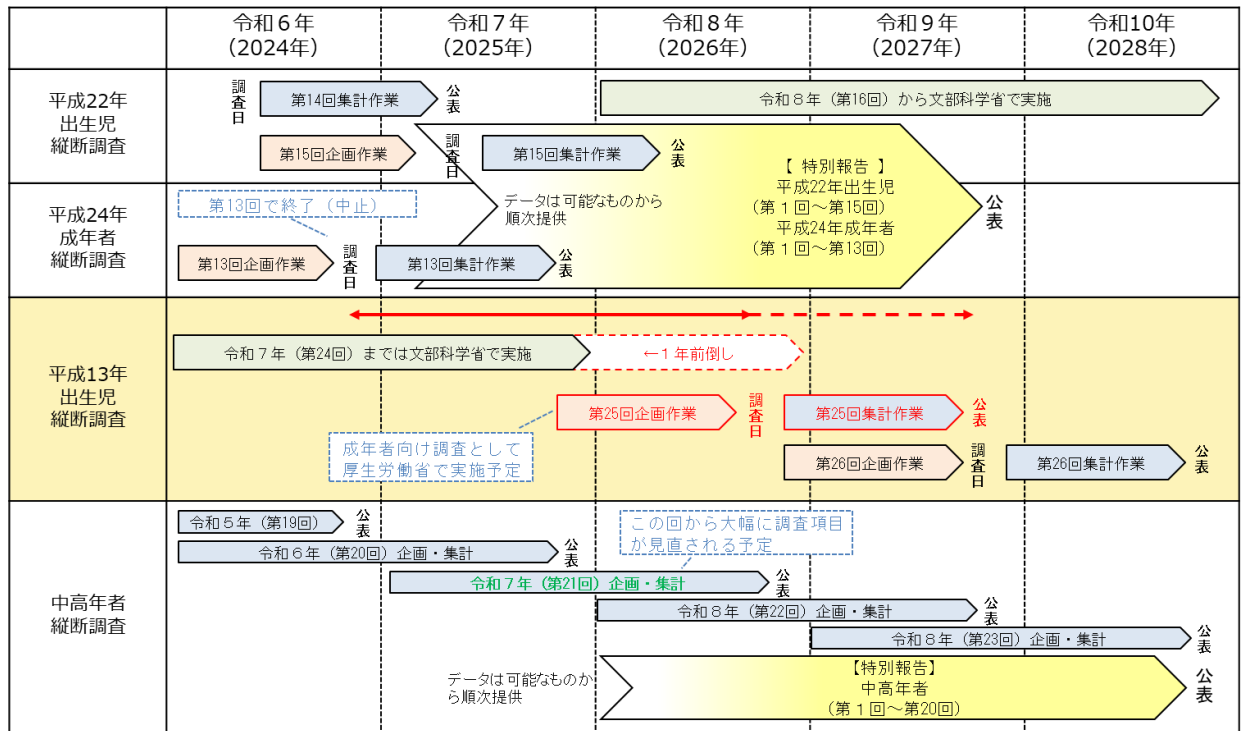 令和６年
（2024年）
令和７年
（2025年）
令和８年
（2026年）
令和９年
（2027年）
令和10年
（2028年）
平成22年
出生児
縦断調査
調査日
第14回集計作業
公表
令和８年（第16回）から文部科学省で実施
第15回企画作業
調査日
第15回集計作業
公表
【 特別報告 】
平成22年出生児
（第１回～第15回）
平成24年成年者
（第１回～第13回）
公表
データは可能なものから
順次提供
平成24年
成年者
縦断調査
第13回で終了（中止）
第13回企画作業
調査日
第13回集計作業
公表
平成13年
出生児
縦断調査
令和７年（第24回）までは文部科学省で実施
←１年前倒し
第25回企画作業
調査日
第25回集計作業
公表
成年者向け調査として
厚生労働省で実施予定
第26回企画作業
調査日
第26回集計作業
公表
中高年者
縦断調査
令和５年（第19回）
公表
令和６年（第20回）企画・集計
公表
この回から大幅に調査項目
が見直される予定
令和７年（第21回）企画・集計
公表
令和８年（第22回）企画・集計
公表
令和８年（第23回）企画・集計
公表
データは可能なものか
ら順次提供
【特別報告】
中高年者
（第１回～第20回）
公表